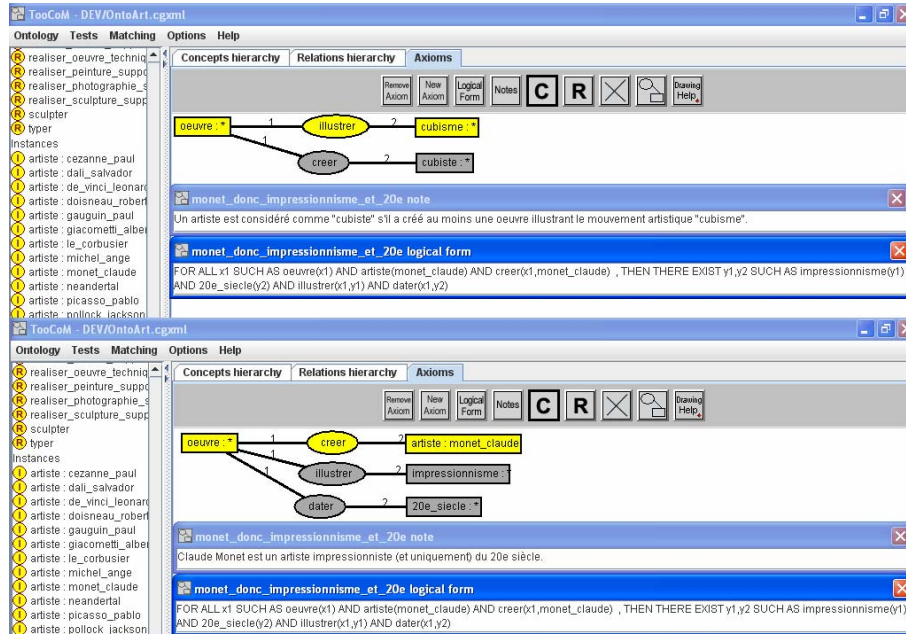 TooCoM - DEV/OntoArt.cgxml
Ontology Tests Matching Options Help
R realiser_oeuvre_techniq
R realiser_peinture_suppo
R realiser_photographie_s
R realiser_sculpture_supp
R sculpter
R typer
Instances
I artiste : cezanne_paul
I artiste : dali_salvador
I artiste : de_vinci_leonard
I artiste : doisneau_robert
I artiste : gauguin_paul
I artiste : giacometti_alber
I artiste : le_corbusier
I artiste : michel_ange
I artiste : monet_claude
I artiste : neandertal
I artiste : picasso_pablo
I artiste : pollock_jackson
Concepts hierarchy Relations hierarchy Axioms
Remove Axiom New Axiom Logical Form Notes C R Drawing Help
oeuvre : * 1 illustrer 2 cubisme : *
1 creer 2 cubiste : *
monet_donc_impressionnisme_et_20e note
Un artiste est considéré comme "cubiste" s'il a créé au moins une oeuvre illustrant le mouvement artistique "cubisme".
monet_donc_impressionnisme_et_20e logical form
FOR ALL x1 SUCH AS oeuvre(x1) AND artiste(monet_claude) AND creer(x1,monet_claude) , THEN THERE EXIST y1,y2 SUCH AS impressionnisme(y1)
AND 20e_siecle(y2) AND illustrer(x1,y1) AND dater(x1,y2)
TooCoM - DEV/OntoArt.cgxml
Ontology Tests Matching Options Help
R realiser_oeuvre_techniq
R realiser_peinture_suppo
R realiser_photographie_s
R realiser_sculpture_supp
R sculpter
R typer
Instances
I artiste : cezanne_paul
I artiste : dali_salvador
I artiste : de_vinci_leonard
I artiste : doisneau_robert
I artiste : gauguin_paul
I artiste : giacometti_alber
I artiste : le_corbusier
I artiste : michel_ange
I artiste : monet_claude
I artiste : neandertal
I artiste : picasso_pablo
I artiste : pollock_jackson
Concepts hierarchy Relations hierarchy Axioms
Remove Axiom New Axiom Logical Form Notes C R Drawing Help
oeuvre : * 1 creer 2 artiste : monet_claude
1 illustrer 2 impressionnisme : *
1 dater 2 20e_siecle : *
monet_donc_impressionnisme_et_20e note
Claude Monet est un artiste impressionniste (et uniquement) du 20e siècle.
monet_donc_impressionnisme_et_20e logical form
FOR ALL x1 SUCH AS oeuvre(x1) AND artiste(monet_claude) AND creer(x1,monet_claude) , THEN THERE EXIST y1,y2 SUCH AS impressionnisme(y1)
AND 20e_siecle(y2) AND illustrer(x1,y1) AND dater(x1,y2)